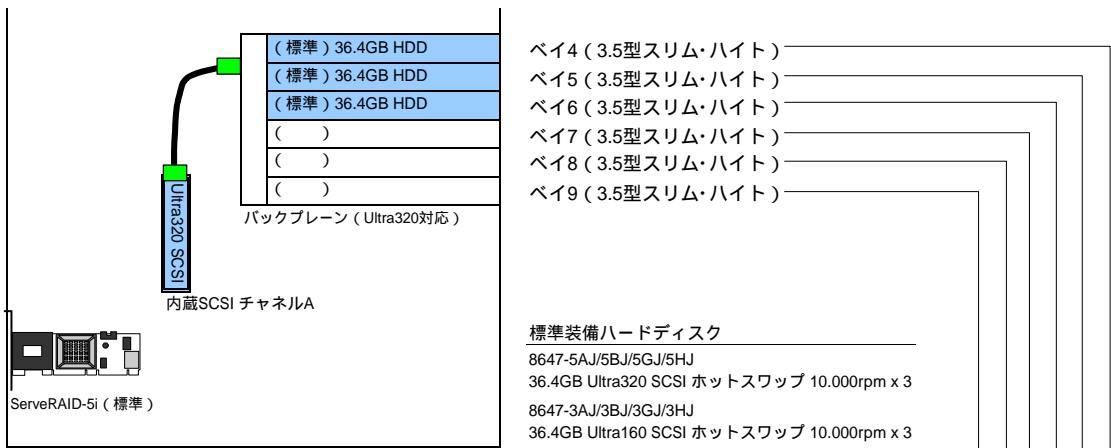 (標準)36.4GB HDD
(標準)36.4GB HDD
(標準)36.4GB HDD
(　　)
(　　)
(　　)
バックプレーン(Ultra320対応)
Ultra320 SCSI
内蔵SCSI チャネルA
ServeRAID-5i(標準)
ベイ4(3.5型スリム・ハイト)
ベイ5(3.5型スリム・ハイト)
ベイ6(3.5型スリム・ハイト)
ベイ7(3.5型スリム・ハイト)
ベイ8(3.5型スリム・ハイト)
ベイ9(3.5型スリム・ハイト)
標準装備ハードディスク
8647-5AJ/5BJ/5GJ/5HJ
36.4GB Ultra320 SCSI ホットスワップ 10.000rpm x 3
8647-3AJ/3BJ/3GJ/3HJ
36.4GB Ultra160 SCSI ホットスワップ 10.000rpm x 3